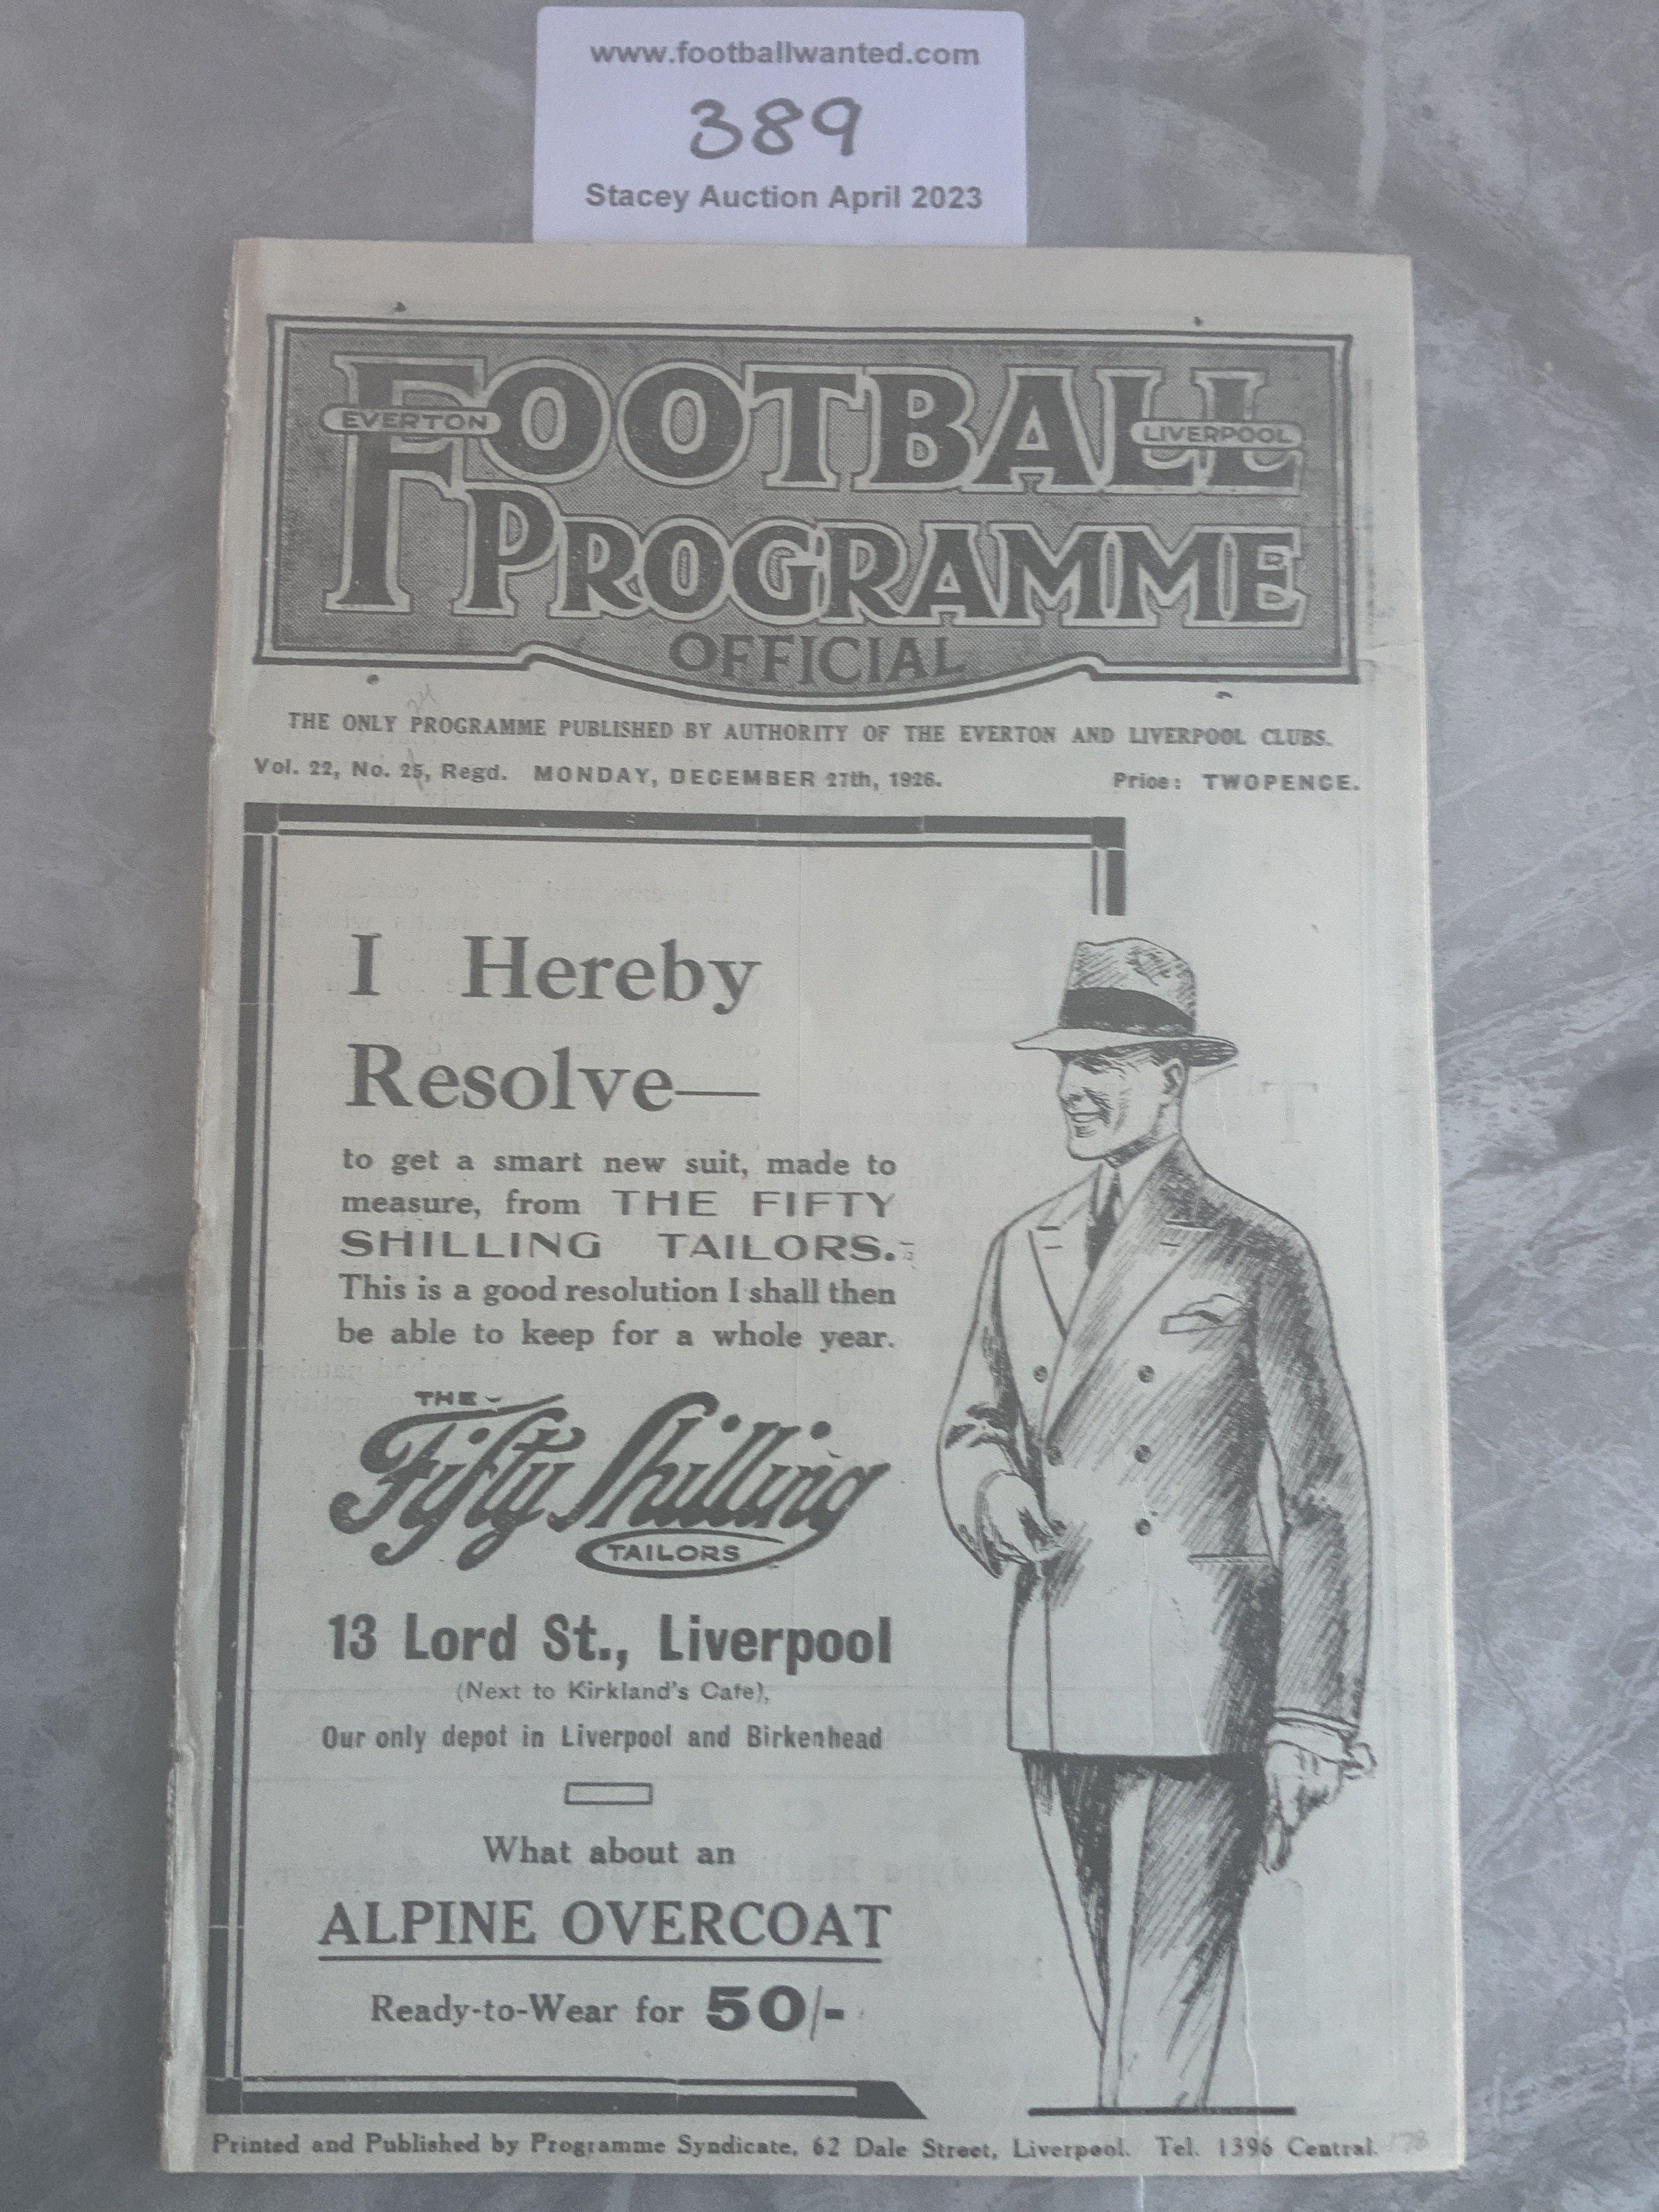 www.footballwanted.com
389
Stacey Auction April 2023
FOOTBALL
EVERTON
LIVERPOOL
PROGRAMME
OFFICIAL
THE ONLY PROGRAMME PUBLISHED BY AUTHORITY OF THE EVERTON AND LIVERPOOL CLUBS.
Vol. 22, No. 25, Regd. MONDAY, DECEMBER 27th, 1926. Price: TWOPENCE.
I Hereby
Resolve—
to get a smart new suit, made to
measure, from THE FIFTY
SHILLING TAILORS.
This is a good resolution I shall then
be able to keep for a whole year.
THE
Fifty Shilling
TAILORS
13 Lord St., Liverpool
(Next to Kirkland's Cafe),
Our only depot in Liverpool and Birkenhead
What about an
ALPINE OVERCOAT
Ready-to-Wear for 50/-
Printed and Published by Programme Syndicate, 62 Dale Street, Liverpool. Tel. 1396 Central.